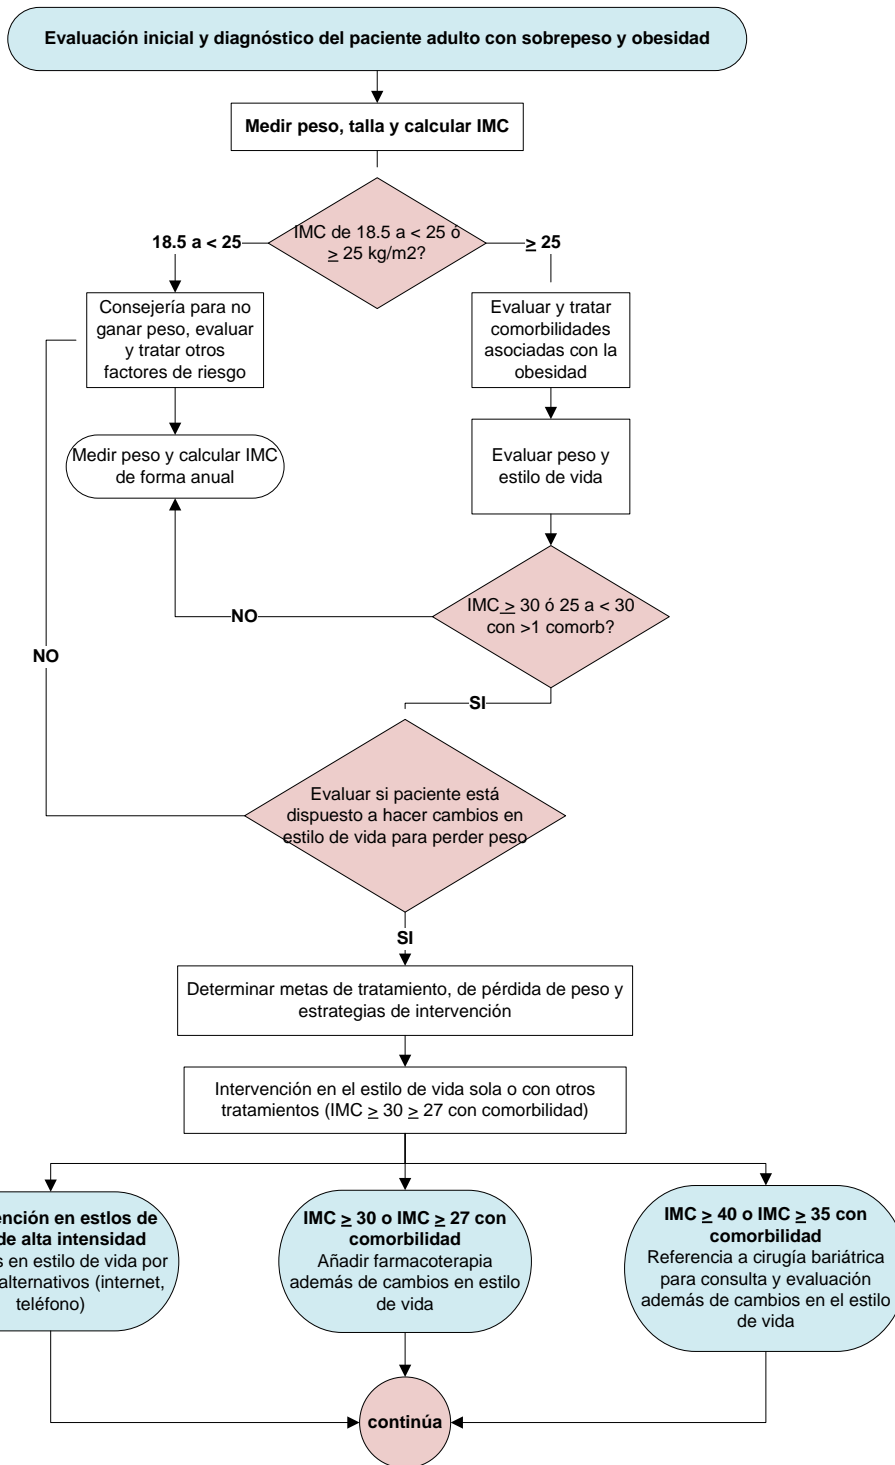 Evaluación inicial y diagnóstico del paciente adulto con sobrepeso y obesidad
Medir peso, talla y calcular IMC
IMC de 18.5 a < 25 ó
≥ 25 kg/m2?
18.5 a < 25
≥ 25
Consejería para no
ganar peso, evaluar
y tratar otros
factores de riesgo
Evaluar y tratar
comorbilidades
asociadas con la
obesidad
Medir peso y calcular IMC
de forma anual
Evaluar peso y
estilo de vida
IMC ≥ 30 ó 25 a < 30
con >1 comorb?
NO
NO
SI
Evaluar si paciente está
dispuesto a hacer cambios en
estilo de vida para perder peso
SI
Determinar metas de tratamiento, de pérdida de peso y
estrategias de intervención
Intervención en el estilo de vida sola o con otros
tratamientos (IMC ≥ 30 ≥ 27 con comorbilidad)
estlos de
de alta intensidad
en estilo de vida por
alternativos (internet,
teléfono)
IMC ≥ 30 o IMC ≥ 27 con
comorbilidad
Añadir farmacoterapia
además de cambios en estilo
de vida
IMC ≥ 40 o IMC ≥ 35 con
comorbilidad
Referencia a cirugía bariátrica
para consulta y evaluación
además de cambios en el estilo
de vida
continúa